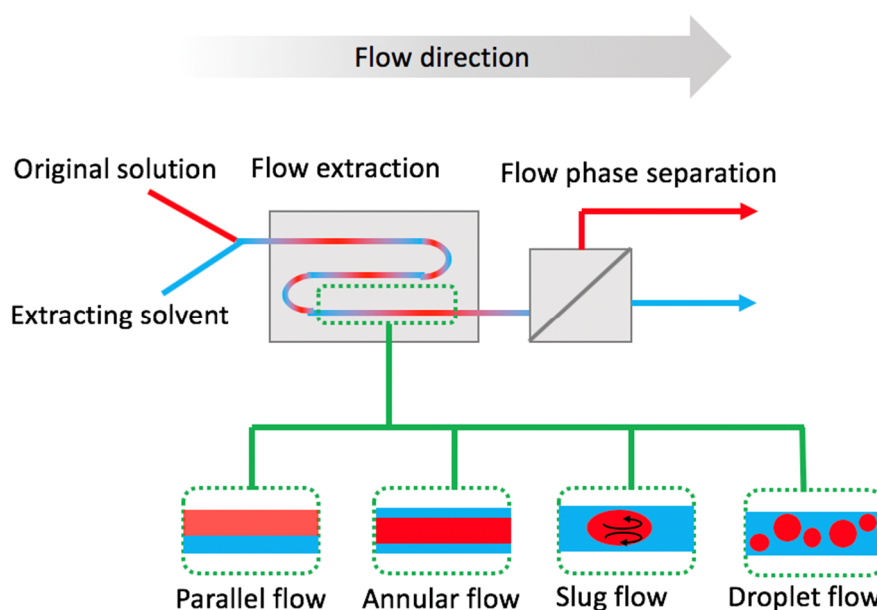 Flow direction
Original solution
Flow extraction
Flow phase separation
Extracting solvent
Parallel flow
Annular flow
Slug flow
Droplet flow